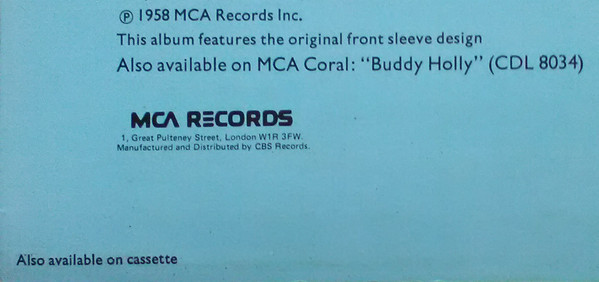 ℗ 1958 MCA Records Inc.
This album features the original front sleeve design
Also available on MCA Coral: “Buddy Holly” (CDL 8034)
MCA RECORDS
1, Great Pulteney Street, London W1R 3FW.
Manufactured and Distributed by CBS Records.
Also available on cassette